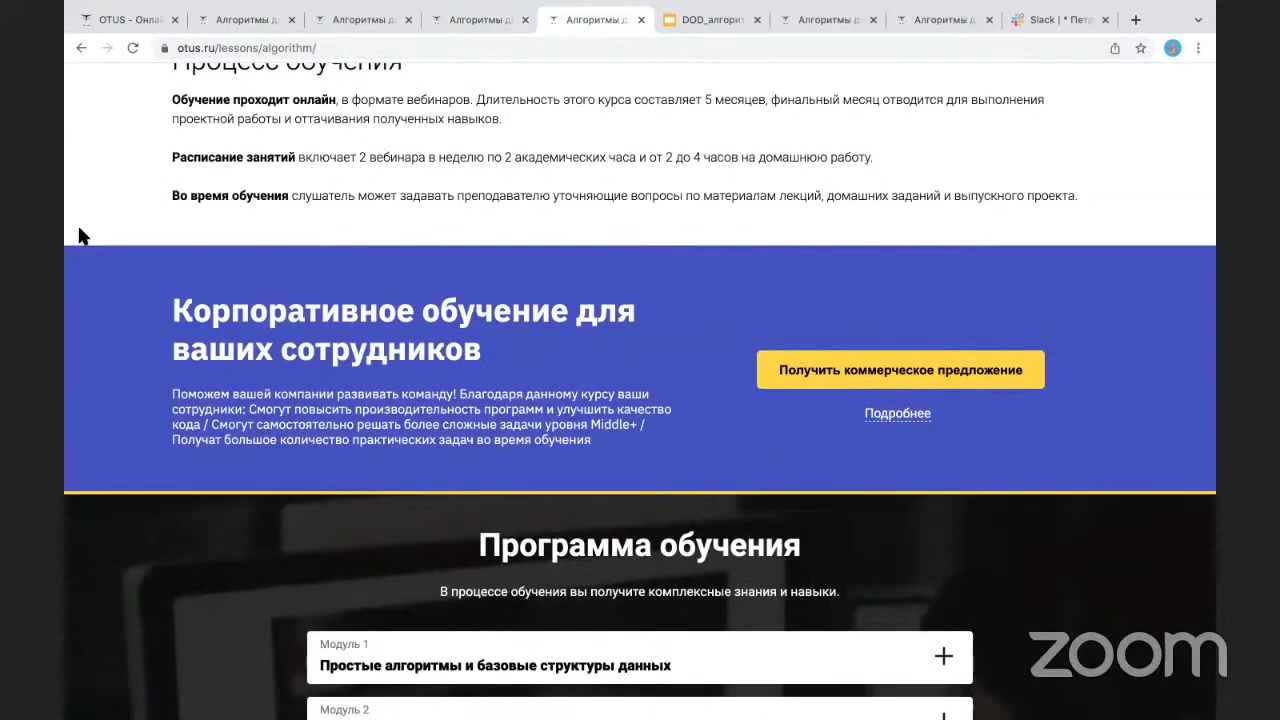 OTUS - Онлай
Алгоритмы д
Алгоритмы д
Алгоритмы д
Алгоритмы д
DOD_алгорит
Алгоритмы д
Алгоритмы д
Slack | * Петр
otus.ru/lessons/algorithm/
Процесс обучения
Обучение проходит онлайн, в формате вебинаров. Длительность этого курса составляет 5 месяцев, финальный месяц отводится для выполнения
проектной работы и оттачивания полученных навыков.
Расписание занятий включает 2 вебинара в неделю по 2 академических часа и от 2 до 4 часов на домашнюю работу.
Во время обучения слушатель может задавать преподавателю уточняющие вопросы по материалам лекций, домашних заданий и выпускного проекта.
Корпоративное обучение для
ваших сотрудников
Поможем вашей компании развивать команду! Благодаря данному курсу ваши
сотрудники: Смогут повысить производительность программ и улучшить качество
кода / Смогут самостоятельно решать более сложные задачи уровня Middle+ /
Получат большое количество практических задач во время обучения
Получить коммерческое предложение
Подробнее
Программа обучения
В процессе обучения вы получите комплексные знания и навыки.
Модуль 1
Простые алгоритмы и базовые структуры данных
Модуль 2
zoom